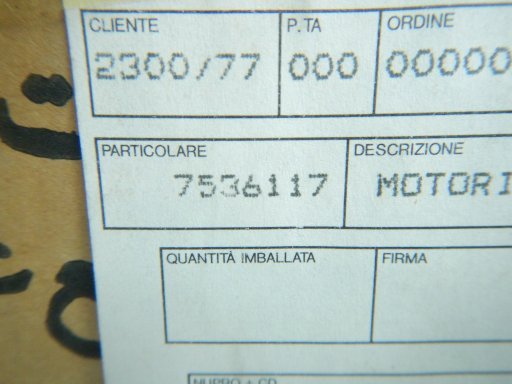 CLIENTE P.TA ORDINE
2300/77 000 00000
PARTICOLARE DESCRIZIONE
7536117 MOTORI
QUANTITÀ IMBALLATA FIRMA